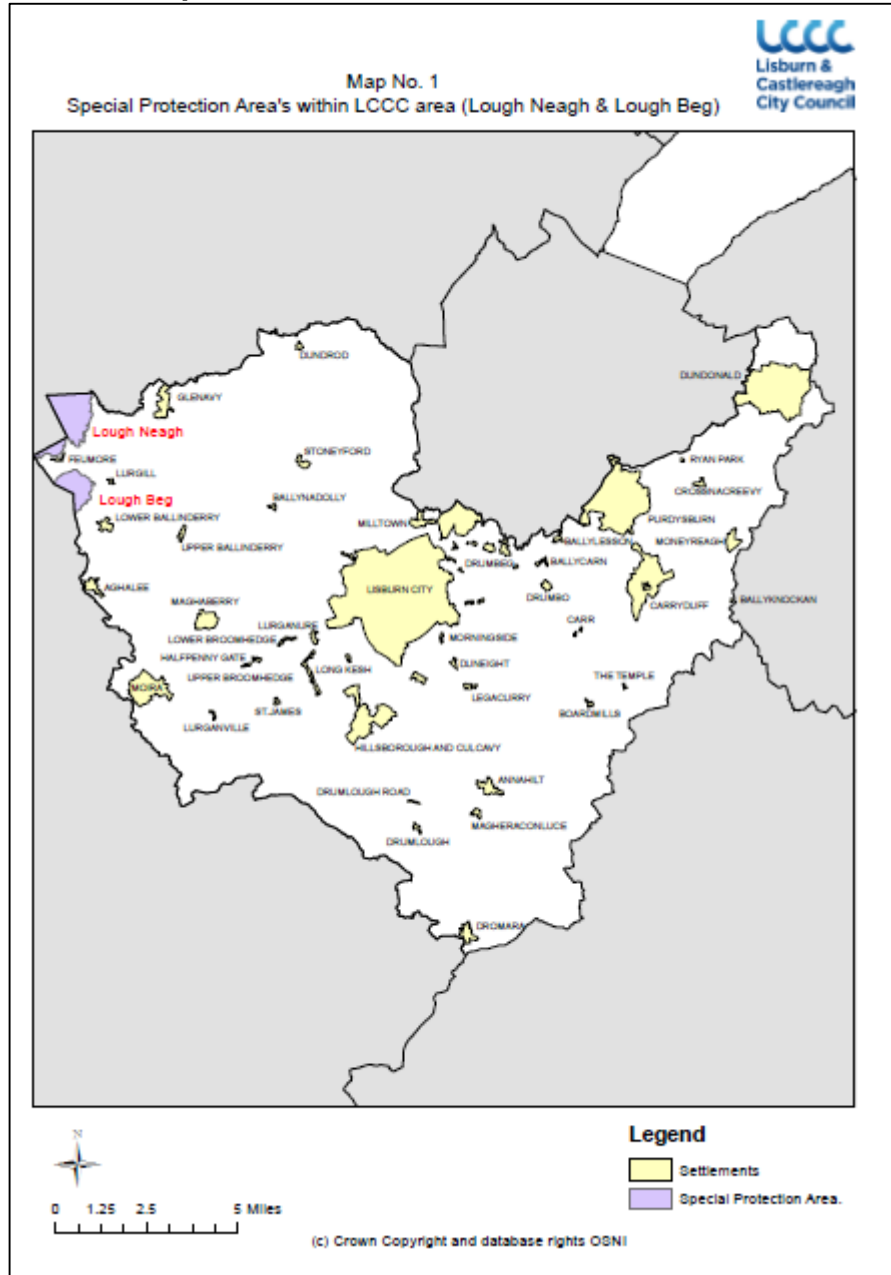 LCCC
Lisburn &
Castlereagh
City Council
Map No. 1
Special Protection Area's within LCCC area (Lough Neagh & Lough Beg)
DUNDROD
DUNDONALD
GLENAVY
Lough Neagh
FEUMORE
STONEYFORD
RYAN PARK
LURGILL
CROSSNACREEVY
Lough Beg
BALLYNADOLLY
LOWER BALLINDERRY
MILLTOWN
PURDYSBURN
UPPER BALLINDERRY
BALLYLESSON
MONEYREAGH
DRUMBEG
BALLYCARN
AGHALEE
LISBURN CITY
DRUMBO
CARRYDUFF
BALLYKNOCKAN
MAGHABERRY
LURGANURE
CARR
LOWER BROOMHEDGE
MORNINGSIDE
HALFPENNY GATE
LONG KESH
DUNEIGHT
UPPER BROOMHEDGE
THE TEMPLE
MOIRA
LEGACURRY
ST.JAMES
BOARDMILLS
LURGANVILLE
HILLSBOROUGH AND CULCAVY
ANNAHILT
DRUMLOUGH ROAD
MAGHERACONLUCE
DRUMLOUGH
DROMARA
N
Legend
Settlements
Special Protection Area.
0 1.25 2.5 5 Miles
(c) Crown Copyright and database rights OSNI